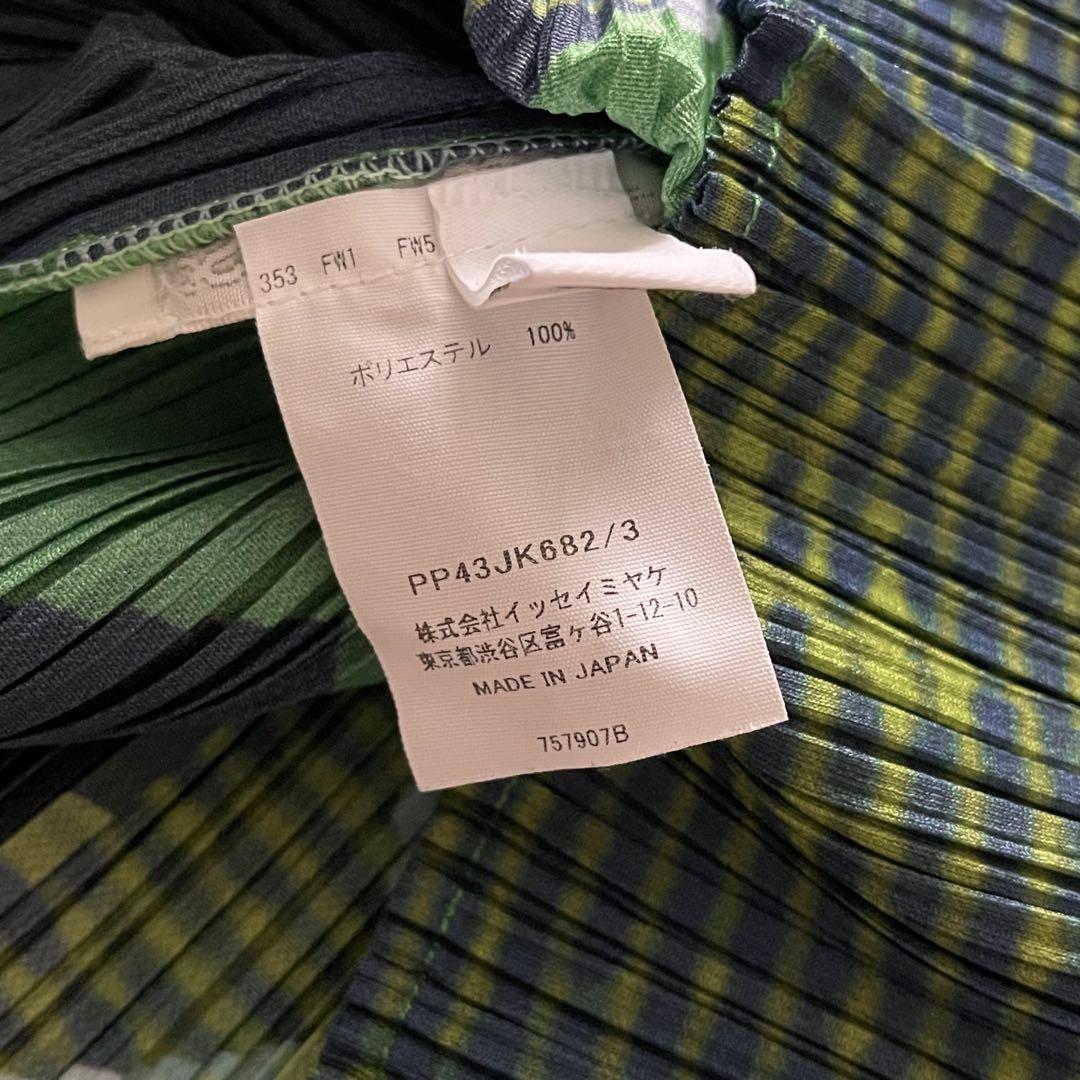 353 FW1 FW5
ポリエステル 100%
PP43JK682/3
株式会社イッセイミヤケ
東京都渋谷区富ヶ谷1-12-10
MADE IN JAPAN
757907B